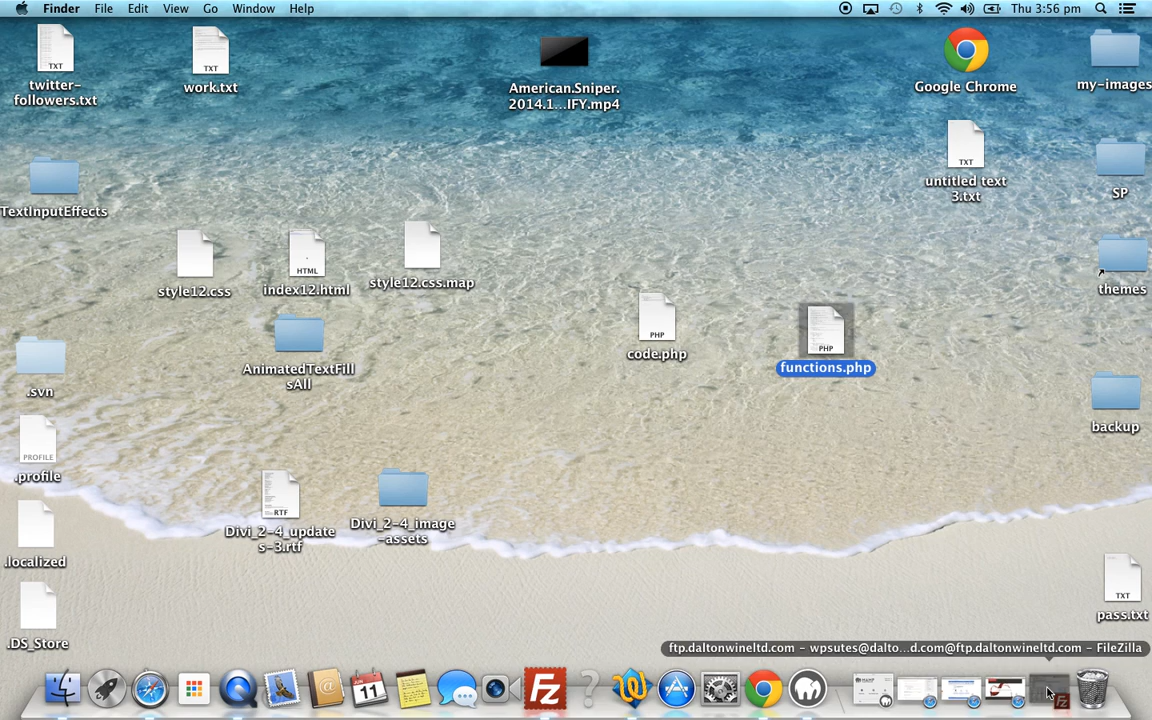 Finder File Edit View Go Window Help Thu 3:56 pm
TXT
twitter-
followers.txt
TXT
work.txt
American.Sniper.
2014.1...IFY.mp4
Google Chrome
my-images
TXT
untitled text
3.txt
SP
TextInputEffects
style12.css
HTML
index12.html
style12.css.map
themes
PHP
code.php
PHP
functions.php
AnimatedTextFill
sAll
.svn
backup
PROFILE
.profile
RTF
Divi_2-4_update
s-3.rtf
Divi_2-4_image
-assets
.localized
TXT
pass.txt
.DS_Store
ftp.daltonwineltd.com - wpsutes@dalto...d.com@ftp.daltonwineltd.com - FileZilla
JUN
11
Fz